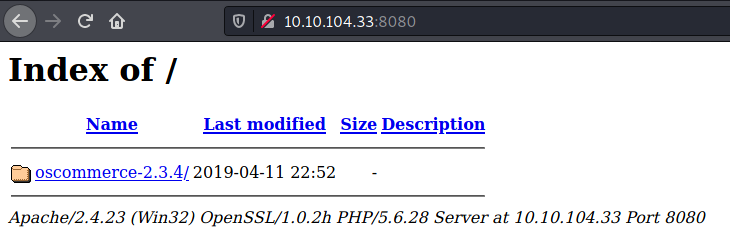 10.10.104.33:8080
Index of /
Name Last modified Size Description
oscommerce-2.3.4/ 2019-04-11 22:52 -
Apache/2.4.23 (Win32) OpenSSL/1.0.2h PHP/5.6.28 Server at 10.10.104.33 Port 8080